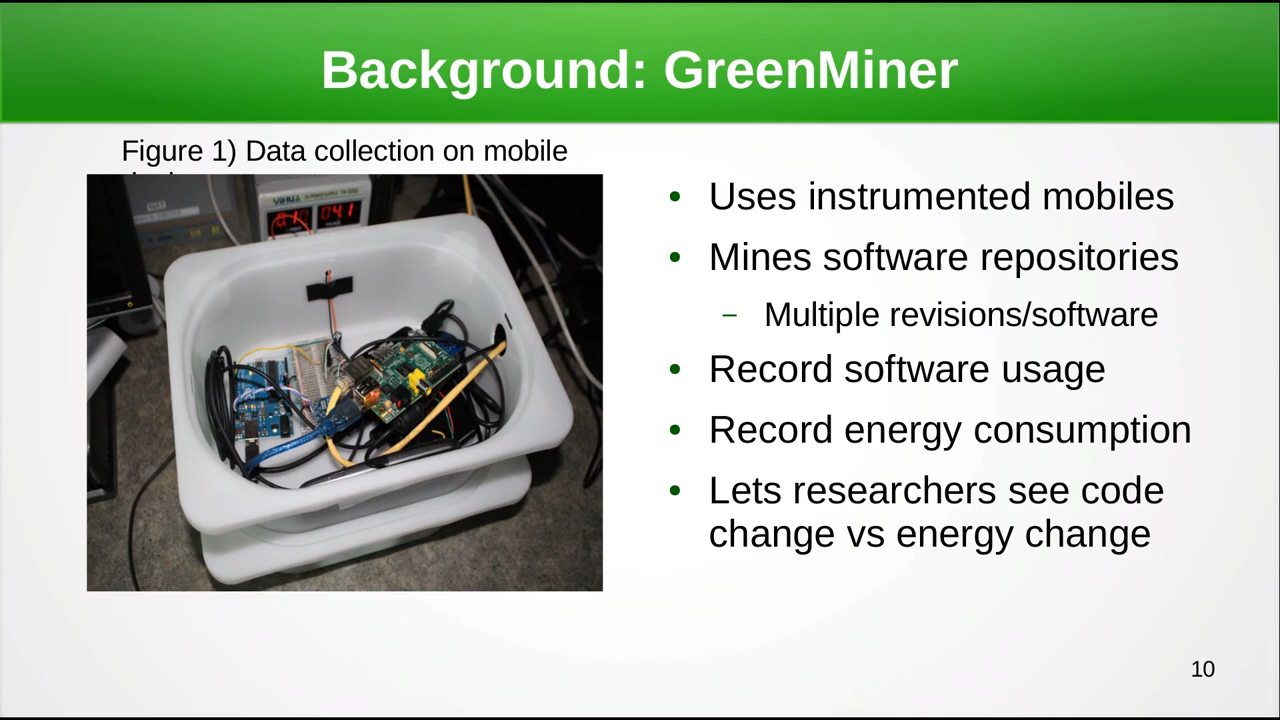 Background: GreenMiner
Figure 1) Data collection on mobile
YIHUA
• Uses instrumented mobiles
• Mines software repositories
– Multiple revisions/software
• Record software usage
• Record energy consumption
• Lets researchers see code
change vs energy change
10